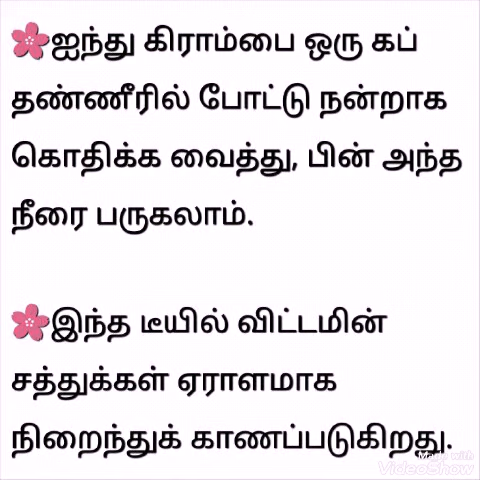 🌸ஐந்து கிராம்பை ஒரு கப்
தண்ணீரில் போட்டு நன்றாக
கொதிக்க வைத்து, பின் அந்த
நீரை பருகலாம்.
🌸இந்த டீயில் விட்டமின்
சத்துக்கள் ஏராளமாக
நிறைந்துக் காணப்படுகிறது.
Made with
VideoShow